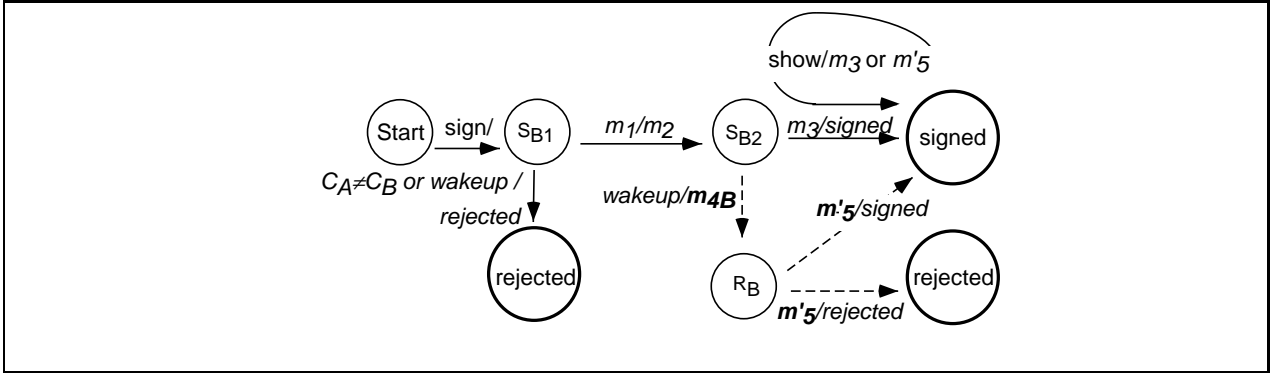 show/m3 or m'5
Start
sign/
SB1
m1/m2
SB2
m3/signed
signed
CA≠CB or wakeup /
rejected
wakeup/m4B
m'5/signed
rejected
RB
rejected
m'5/rejected